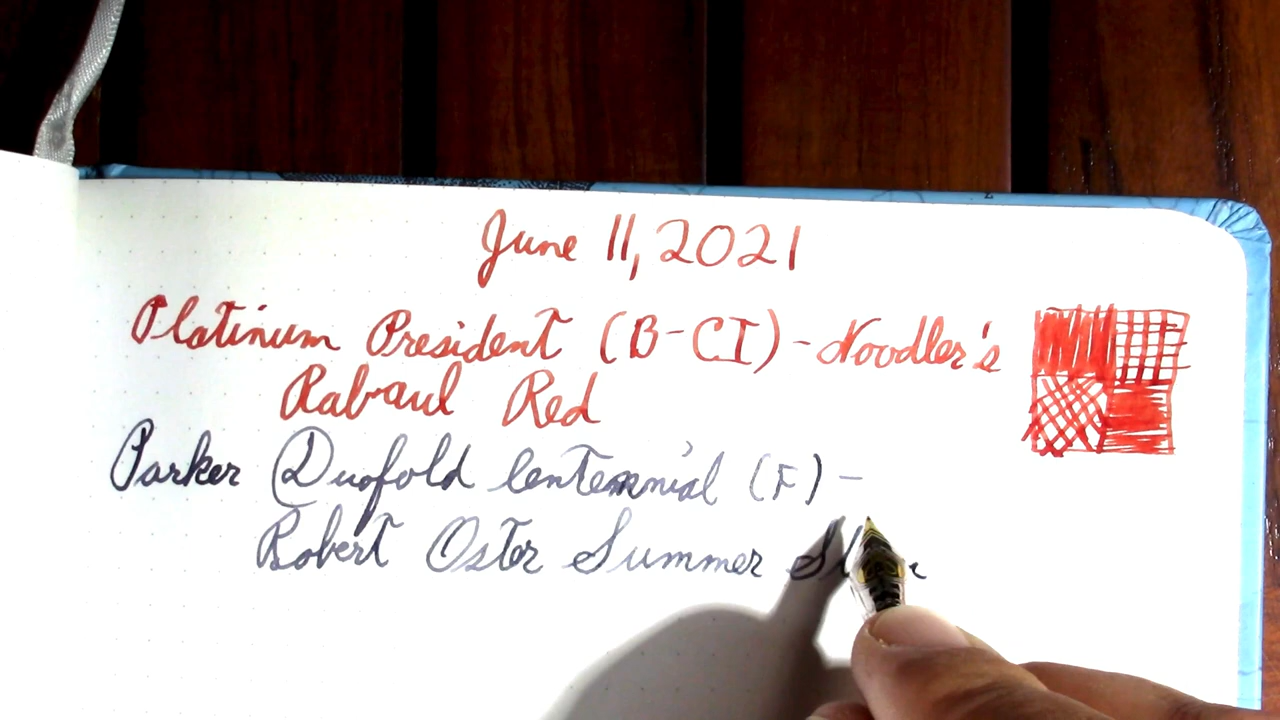 June 11, 2021
Platinum President (B-CI) - Noodler's
Rabaul Red
Parker Duofold Centennial (F) -
Robert Oster Summer